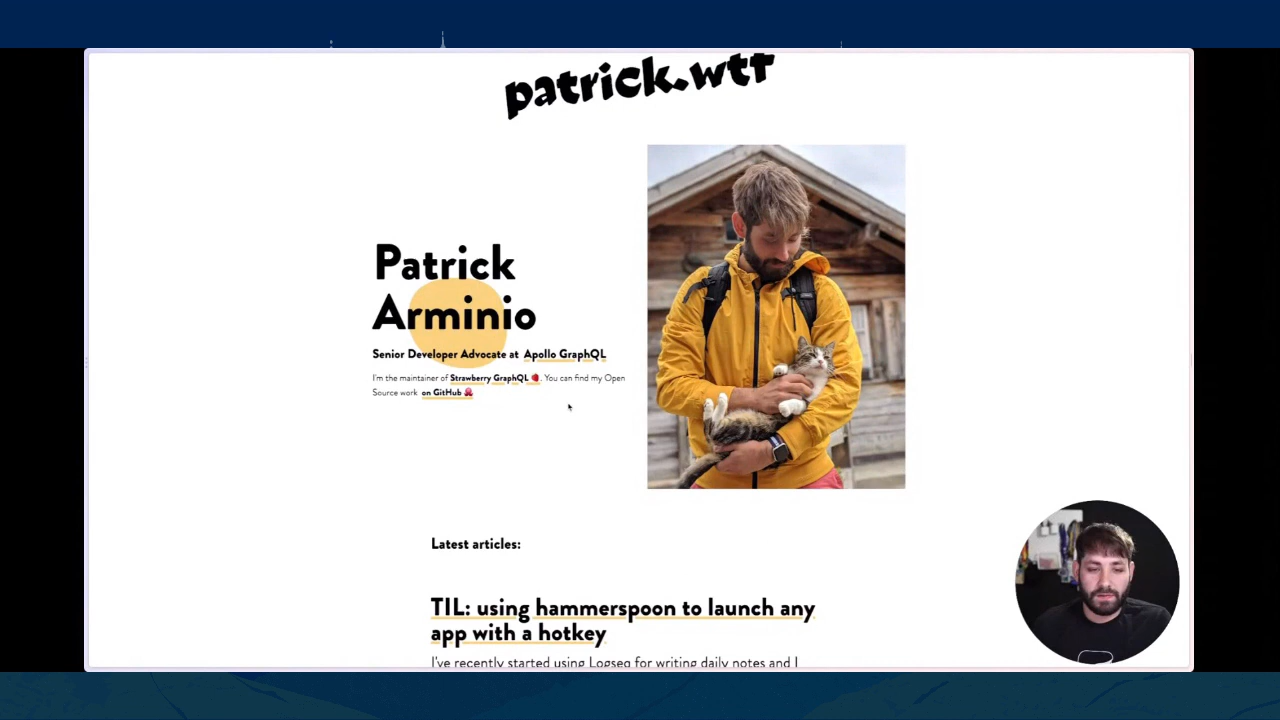 patrick.wtf
Patrick
Arminio
Senior Developer Advocate at Apollo GraphQL
I'm the maintainer of Strawberry GraphQL 🍓. You can find my Open
Source work on GitHub 🐙
Latest articles:
TIL: using hammerspoon to launch any
app with a hotkey
I've recently started using Logseq for writing daily notes and I